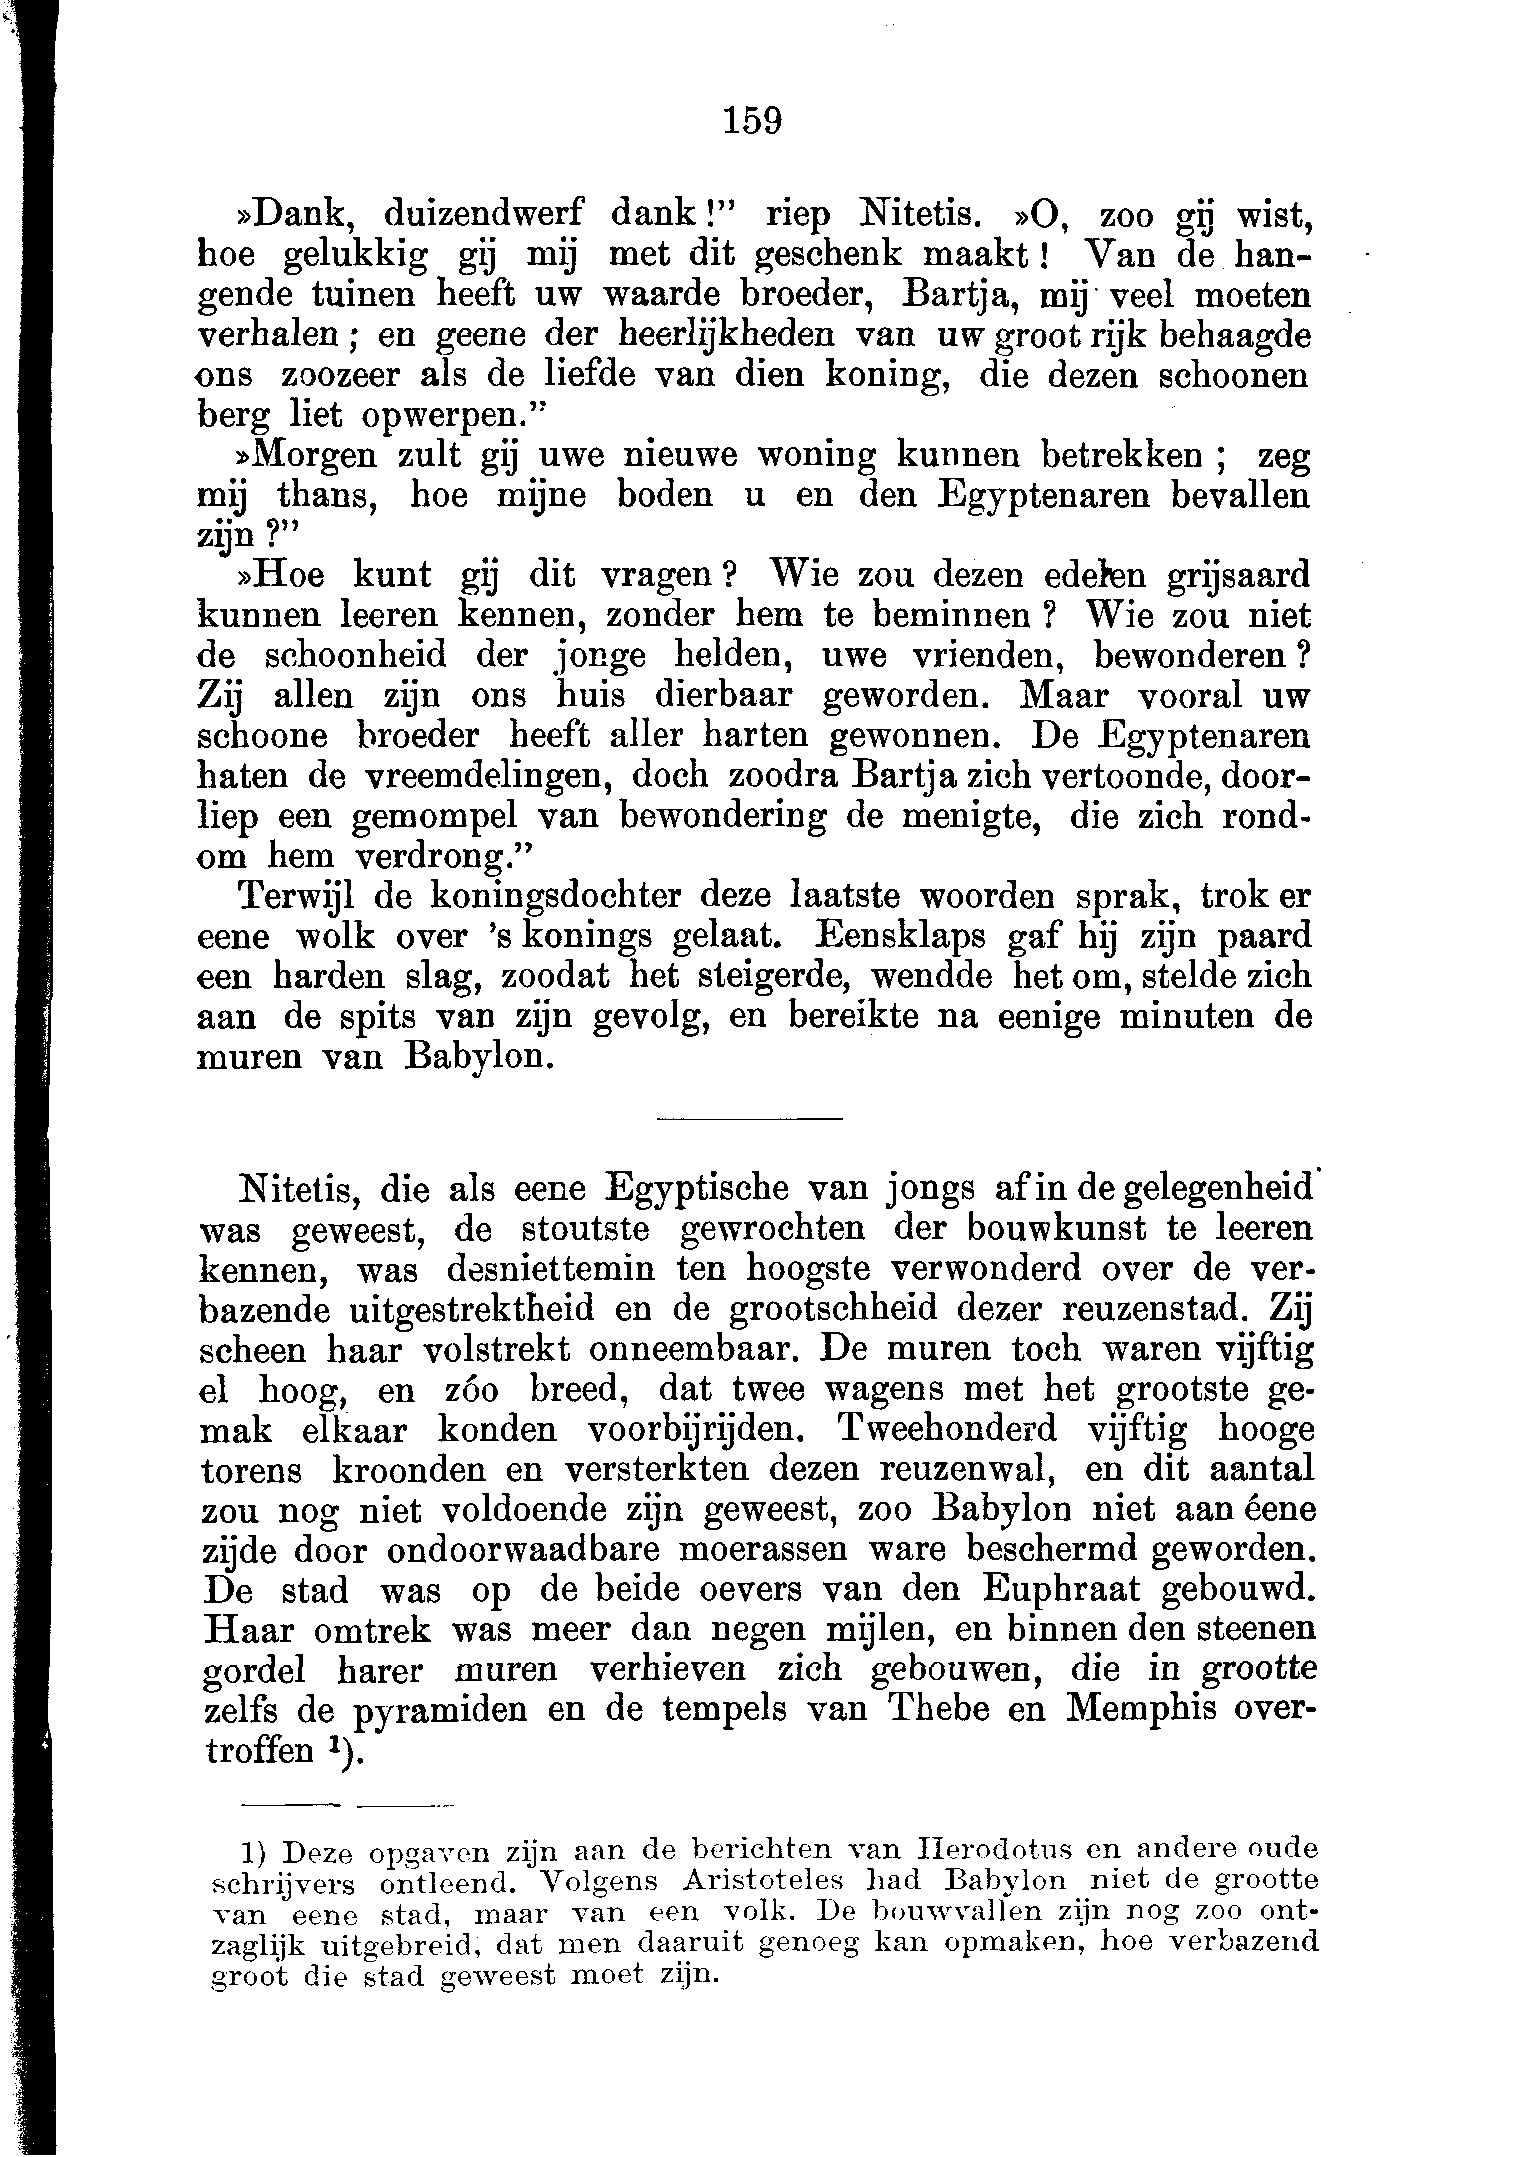 159
»Dank, duizendwerf dank!” riep Nitetis. »O, zoo gij wist,
hoe gelukkig gij mij met dit geschenk maakt! Van de han-
gende tuinen heeft uw waarde broeder, Bartja, mij veel moeten
verhalen; en geene der heerlijkheden van uw groot rijk behaagde
ons zoozeer als de liefde van dien koning, die dezen schoonen
berg liet opwerpen.”
»Morgen zult gij uwe nieuwe woning kunnen betrekken; zeg
mij thans, hoe mijne boden u en den Egyptenaren bevallen
zijn?”
»Hoe kunt gij dit vragen? Wie zou dezen edelen grijsaard
kunnen leeren kennen, zonder hem te beminnen? Wie zou niet
de schoonheid der jonge helden, uwe vrienden, bewonderen?
Zij allen zijn ons huis dierbaar geworden. Maar vooral uw
schoone broeder heeft aller harten gewonnen. De Egyptenaren
haten de vreemdelingen, doch zoodra Bartja zich vertoonde, door-
liep een gemompel van bewondering de menigte, die zich rond-
om hem verdrong.”
Terwijl de koningsdochter deze laatste woorden sprak, trok er
eene wolk over 's konings gelaat. Eensklaps gaf hij zijn paard
een harden slag, zoodat het steigerde, wendde het om, stelde zich
aan de spits van zijn gevolg, en bereikte na eenige minuten de
muren van Babylon.
Nitetis, die als eene Egyptische van jongs af in de gelegenheid
was geweest, de stoutste gewrochten der bouwkunst te leeren
kennen, was desniettemin ten hoogste verwonderd over de ver-
bazende uitgestrektheid en de grootschheid dezer reuzenstad. Zij
scheen haar volstrekt onneembaar. De muren toch waren vijftig
el hoog, en zóo breed, dat twee wagens met het grootste ge-
mak elkaar konden voorbijrijden. Tweehonderd vijftig hooge
torens kroonden en versterkten dezen reuzenwal, en dit aantal
zou nog niet voldoende zijn geweest, zoo Babylon niet aan éene
zijde door ondoorwaadbare moerassen ware beschermd geworden.
De stad was op de beide oevers van den Euphraat gebouwd.
Haar omtrek was meer dan negen mijlen, en binnen den steenen
gordel harer muren verhieven zich gebouwen, die in grootte
zelfs de pyramiden en de tempels van Thebe en Memphis over-
troffen ¹).
1) Deze opgaven zijn aan de berichten van Herodotus en andere oude
schrijvers ontleend. Volgens Aristoteles had Babylon niet de grootte
van eene stad, maar van een volk. De bouwvallen zijn nog zoo ont-
zaglijk uitgebreid, dat men daaruit genoeg kan opmaken, hoe verbazend
groot die stad geweest moet zijn.